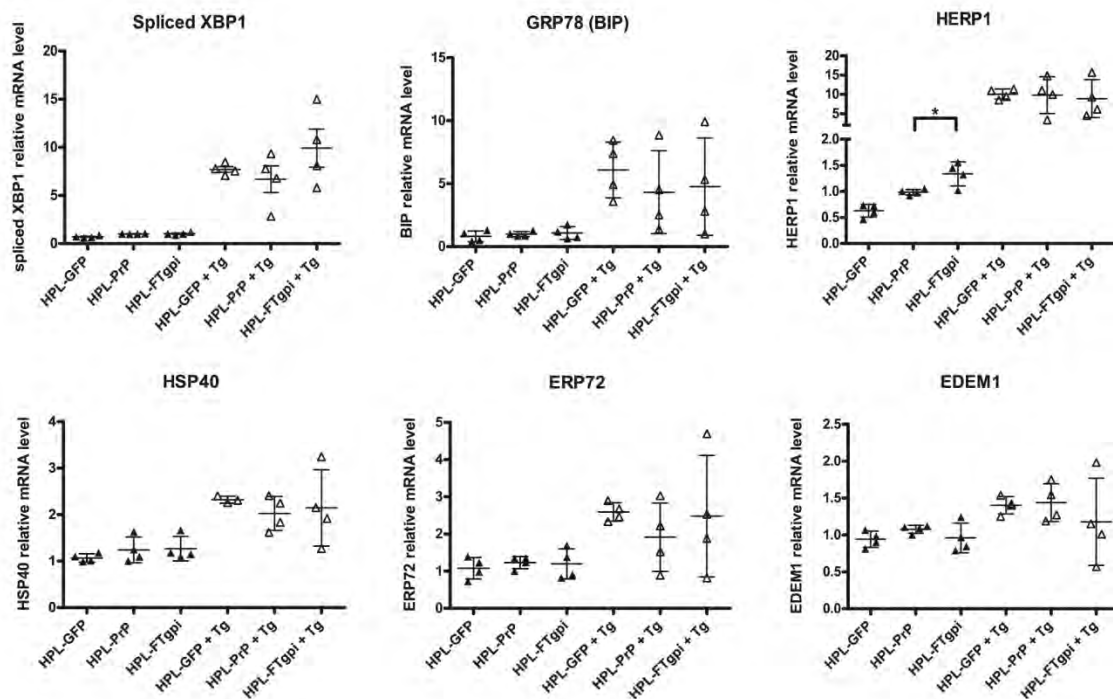 Spliced XBP1
spliced XBP1 relative mRNA level
20
15
10
5
0
HPL-GFP
HPL-PrP
HPL-FTgpi
HPL-GFP + Tg
HPL-PrP + Tg
HPL-FTgpi + Tg
GRP78 (BIP)
BIP relative mRNA level
15
10
5
0
HPL-GFP
HPL-PrP
HPL-FTgpi
HPL-GFP + Tg
HPL-PrP + Tg
HPL-FTgpi + Tg
HERP1
HERP1 relative mRNA level
20
15
10
5
1.5
1.0
0.5
0.0
*
HPL-GFP
HPL-PrP
HPL-FTgpi
HPL-GFP + Tg
HPL-PrP + Tg
HPL-FTgpi + Tg
HSP40
HSP40 relative mRNA level
4
3
2
1
0
HPL-GFP
HPL-PrP
HPL-FTgpi
HPL-GFP + Tg
HPL-PrP + Tg
HPL-FTgpi + Tg
ERP72
ERP72 relative mRNA level
5
4
3
2
1
0
HPL-GFP
HPL-PrP
HPL-FTgpi
HPL-GFP + Tg
HPL-PrP + Tg
HPL-FTgpi + Tg
EDEM1
EDEM1 relative mRNA level
2.5
2.0
1.5
1.0
0.5
0.0
HPL-GFP
HPL-PrP
HPL-FTgpi
HPL-GFP + Tg
HPL-PrP + Tg
HPL-FTgpi + Tg